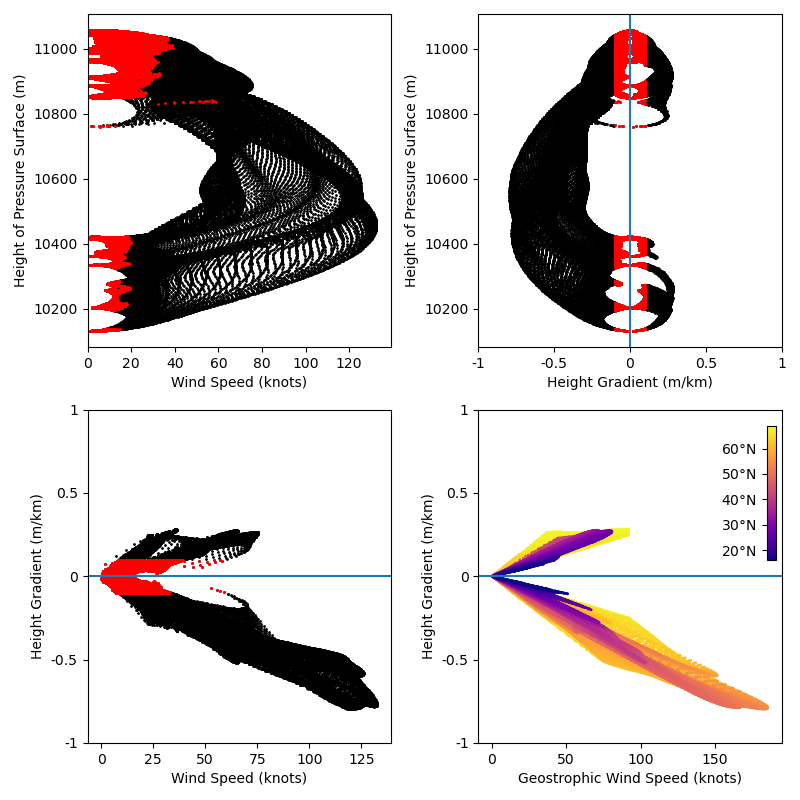 11000
10800
10600
10400
10200
Height of Pressure Surface (m)
0 20 40 60 80 100 120
Wind Speed (knots)
11000
10800
10600
10400
10200
Height of Pressure Surface (m)
-1 -0.5 0 0.5 1
Height Gradient (m/km)
1
0.5
0
-0.5
-1
Height Gradient (m/km)
0 25 50 75 100 125
Wind Speed (knots)
1
0.5
0
-0.5
-1
Height Gradient (m/km)
60°N
50°N
40°N
30°N
20°N
0 50 100 150
Geostrophic Wind Speed (knots)